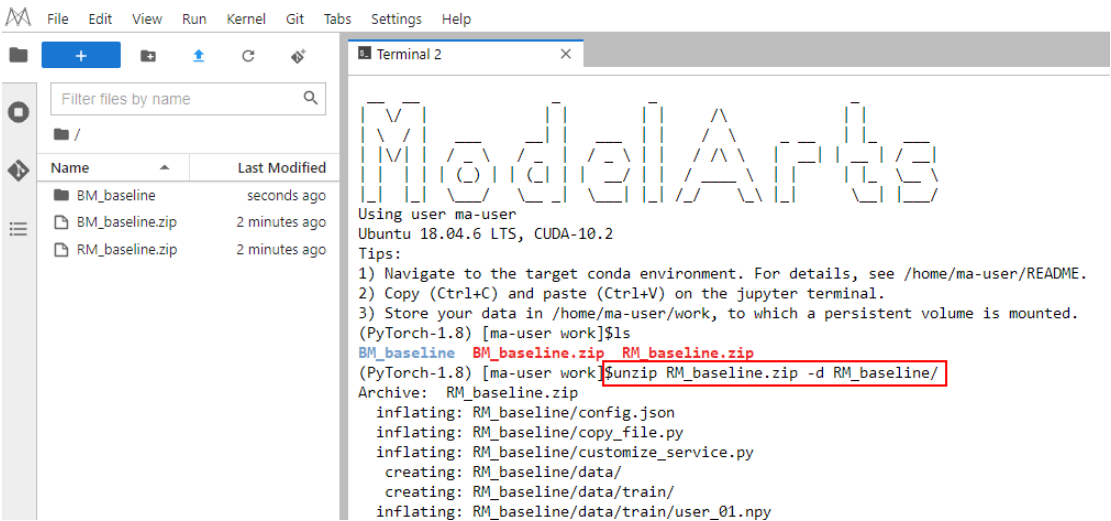 File Edit View Run Kernel Git Tabs Settings Help
Terminal 2
Filter files by name
/
Name Last Modified
BM_baseline seconds ago
BM_baseline.zip 2 minutes ago
RM_baseline.zip 2 minutes ago
ModelArts
Using user ma-user
Ubuntu 18.04.6 LTS, CUDA-10.2
Tips:
1) Navigate to the target conda environment. For details, see /home/ma-user/README.
2) Copy (Ctrl+C) and paste (Ctrl+V) on the jupyter terminal.
3) Store your data in /home/ma-user/work, to which a persistent volume is mounted.
(PyTorch-1.8) [ma-user work]$ls
BM_baseline BM_baseline.zip RM_baseline.zip
(PyTorch-1.8) [ma-user work]$unzip RM_baseline.zip -d RM_baseline/
Archive: RM_baseline.zip
inflating: RM_baseline/config.json
inflating: RM_baseline/copy_file.py
inflating: RM_baseline/customize_service.py
creating: RM_baseline/data/
creating: RM_baseline/data/train/
inflating: RM_baseline/data/train/user_01.npy